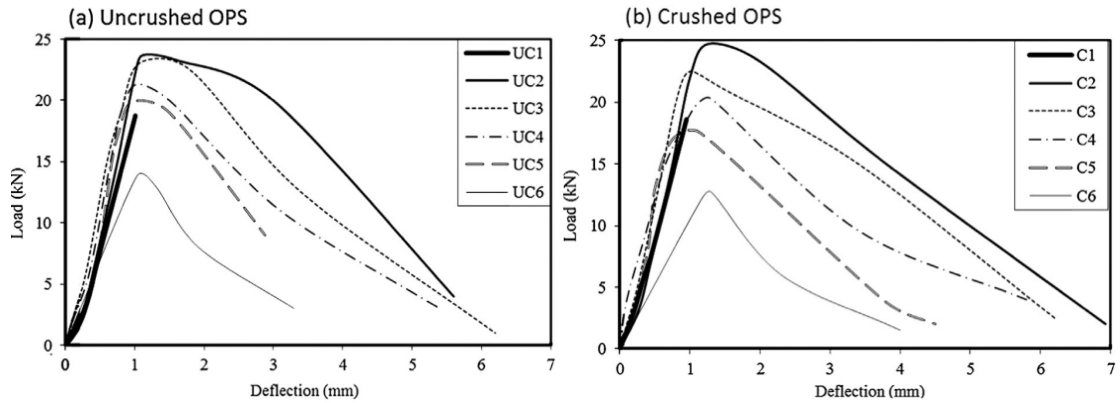 (a) Uncrushed OPS
25
20
15
10
5
0
Load (kN)
0 1 2 3 4 5 6 7
Deflection (mm)
UC1
UC2
UC3
UC4
UC5
UC6
(b) Crushed OPS
25
20
15
10
5
0
Load (kN)
0 1 2 3 4 5 6 7
Deflection (mm)
C1
C2
C3
C4
C5
C6